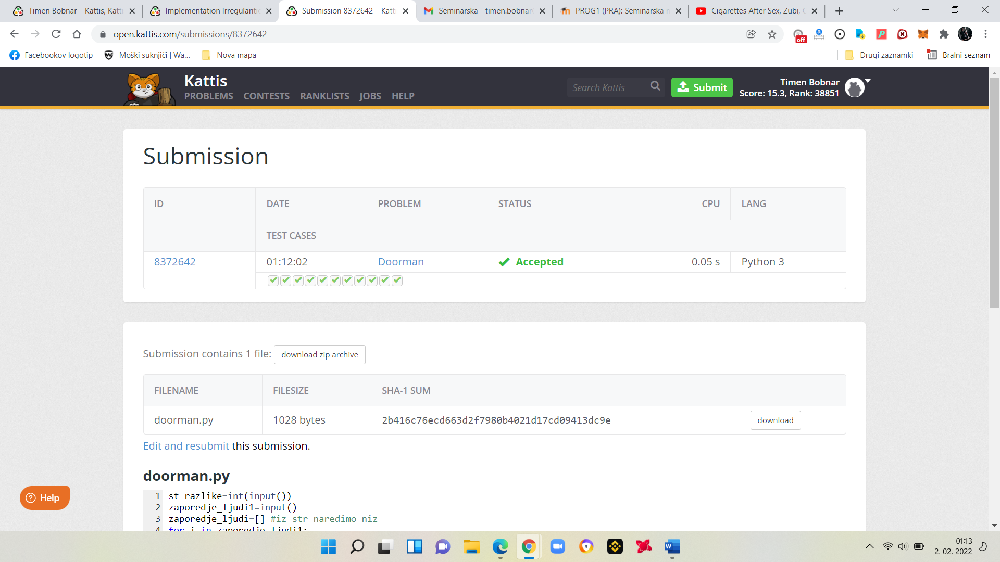 Timen Bobnar – Kattis, Katti
Implementation Irregularitie
Submission 8372642 – Katti
Seminarska - timen.bobnar
PROG1 (PRA): Seminarska n
Cigarettes After Sex, Zubi,
open.kattis.com/submissions/8372642
off
Facebookov logotip
Moški suknjiči | Wa...
Nova mapa
Drugi zaznamki
Bralni seznam
Kattis
PROBLEMS CONTESTS RANKLISTS JOBS HELP
Search Kattis
Submit
Timen Bobnar
Score: 15.3, Rank: 38851
Submission
ID DATE PROBLEM STATUS CPU LANG
TEST CASES
8372642 01:12:02 Doorman Accepted 0.05 s Python 3
Submission contains 1 file: download zip archive
FILENAME FILESIZE SHA-1 SUM
doorman.py 1028 bytes 2b416c76ecd663d2f7980b4021d17cd09413dc9e download
Edit and resubmit this submission.
doorman.py
1 st_razlike=int(input())
2 zaporedje_ljudi1=input()
3 zaporedje_ljudi=[] #iz str naredimo niz
4 for i in zaporedje_ljudi1:
Help
01:13
2. 02. 2022